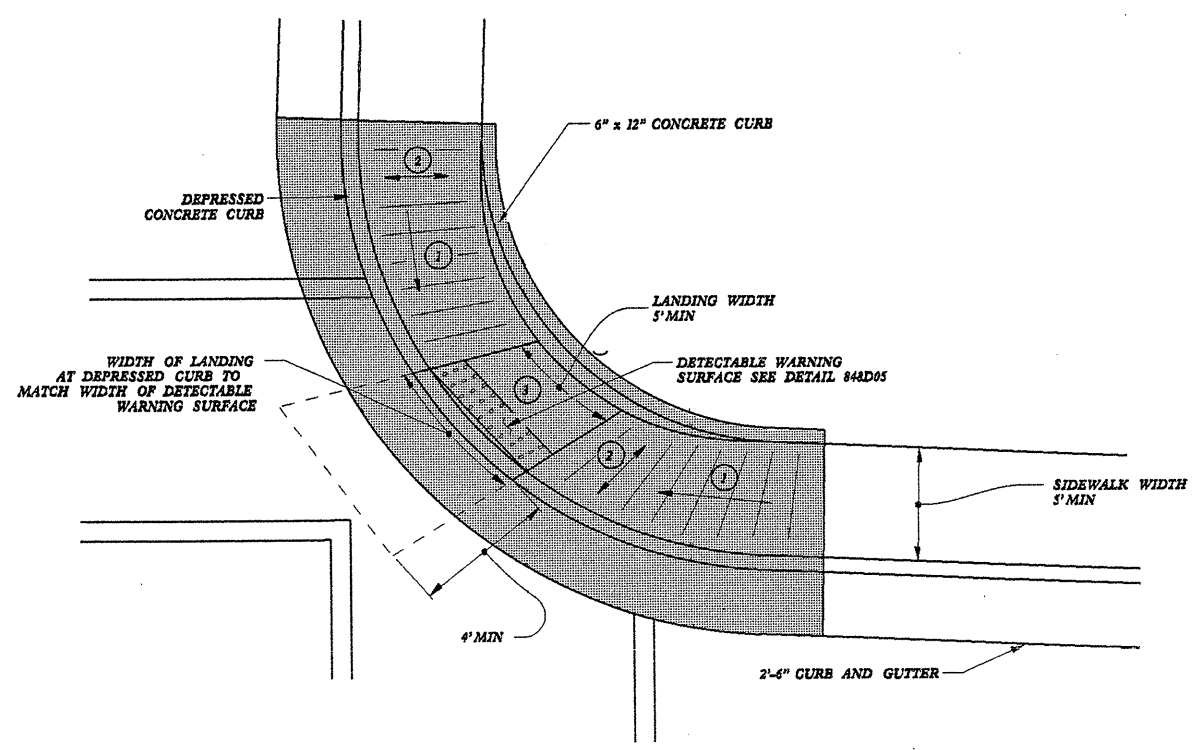 6" x 12" CONCRETE CURB
2
DEPRESSED
CONCRETE CURB
1
LANDING WIDTH
5' MIN
WIDTH OF LANDING
AT DEPRESSED CURB TO
MATCH WIDTH OF DETECTABLE
WARNING SURFACE
DETECTABLE WARNING
SURFACE SEE DETAIL 848D05
3
2
1
SIDEWALK WIDTH
5' MIN
4' MIN
2'-6" CURB AND GUTTER